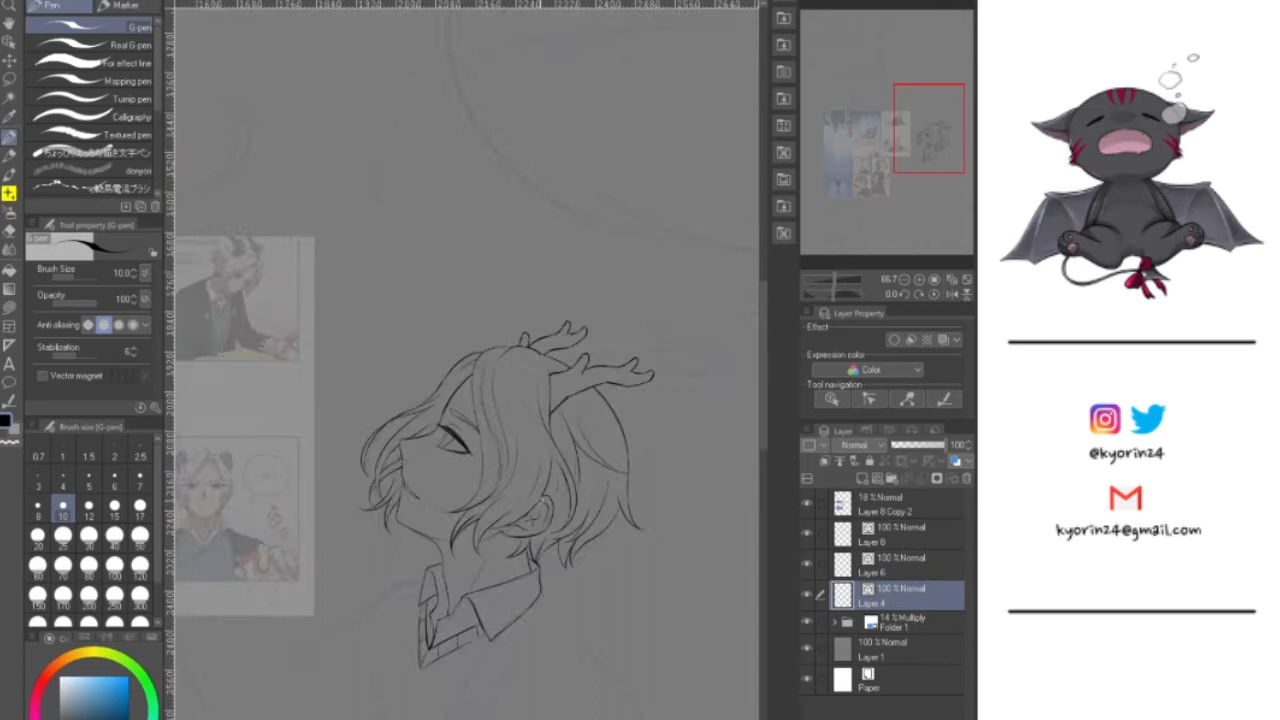 Pen
Marker
G-pen
Real G-pen
For effect line
Mapping pen
Turnip pen
Calligraphy
Textured pen
donyori
Tool property [G-pen]
G-pen
Brush Size 10.0
Opacity 100
Anti-aliasing
Stabilization 6
Vector magnet
Brush size [G-pen]
0.7 1 1.5 2 2.5
3 4 5 6 7
8 10 12 15 17
20 25 30 40 50
60 70 80 100 120
150 170 200 250 300
66.7
0.0
Layer Property
Effect
Expression color
Color
Tool navigation
Layer
Normal 100
18 % Normal
Layer 8 Copy 2
100 % Normal
Layer 8
100 % Normal
Layer 6
100 % Normal
Layer 4
14 % Multiply
Folder 1
100 % Normal
Layer 1
Paper
@kyorin24
kyorin24@gmail.com